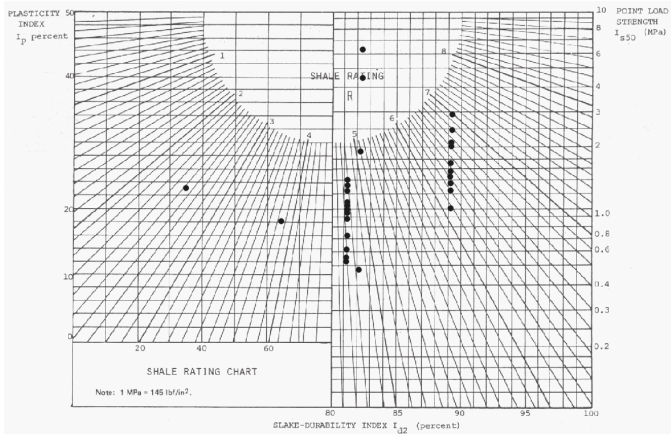 PLASTICITY 50
INDEX
Ip percent
40
20
10
0
20 40 60
SHALE RATING
R
1
2
3
4
5
6
7
8
10 POINT LOAD
8 STRENGTH
6 Is50 (MPa)
4
3
2
1.0
0.8
0.6
0.4
0.3
0.2
SHALE RATING CHART
Note: 1 MPa = 145 lbf/in².
80 85 90 95 100
SLAKE-DURABILITY INDEX Id2 (percent)